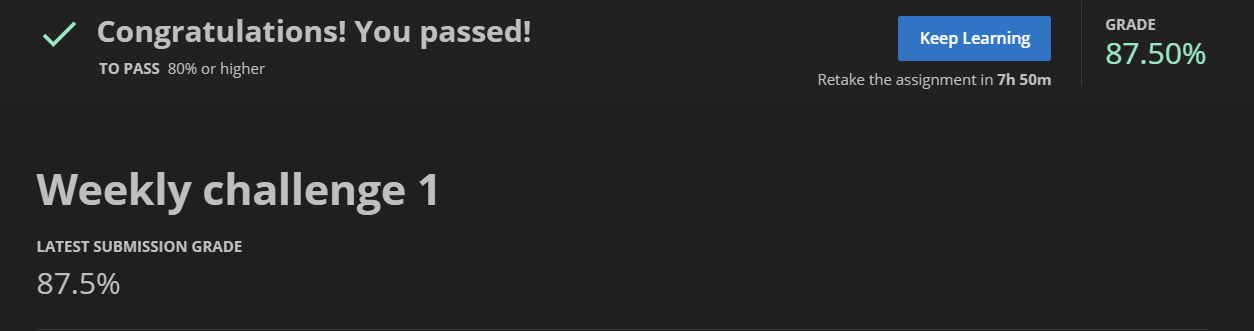 Congratulations! You passed!
TO PASS 80% or higher
Keep Learning
Retake the assignment in 7h 50m
GRADE
87.50%
Weekly challenge 1
LATEST SUBMISSION GRADE
87.5%